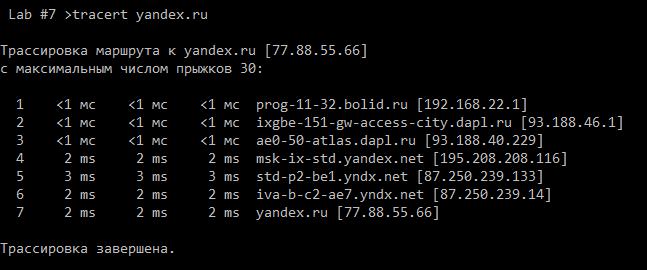 Lab #7 >tracert yandex.ru
Трассировка маршрута к yandex.ru [77.88.55.66]
с максимальным числом прыжков 30:
1 <1 мс <1 мс <1 мс prog-11-32.bolid.ru [192.168.22.1]
2 <1 мс <1 мс <1 мс ixgbe-151-gw-access-city.dapl.ru [93.188.46.1]
3 <1 мс <1 мс <1 мс ae0-50-atlas.dapl.ru [93.188.40.229]
4 2 ms 2 ms 2 ms msk-ix-std.yandex.net [195.208.208.116]
5 3 ms 3 ms 3 ms std-p2-be1.yndx.net [87.250.239.133]
6 2 ms 2 ms 2 ms iva-b-c2-ae7.yndx.net [87.250.239.14]
7 2 ms 2 ms 2 ms yandex.ru [77.88.55.66]
Трассировка завершена.